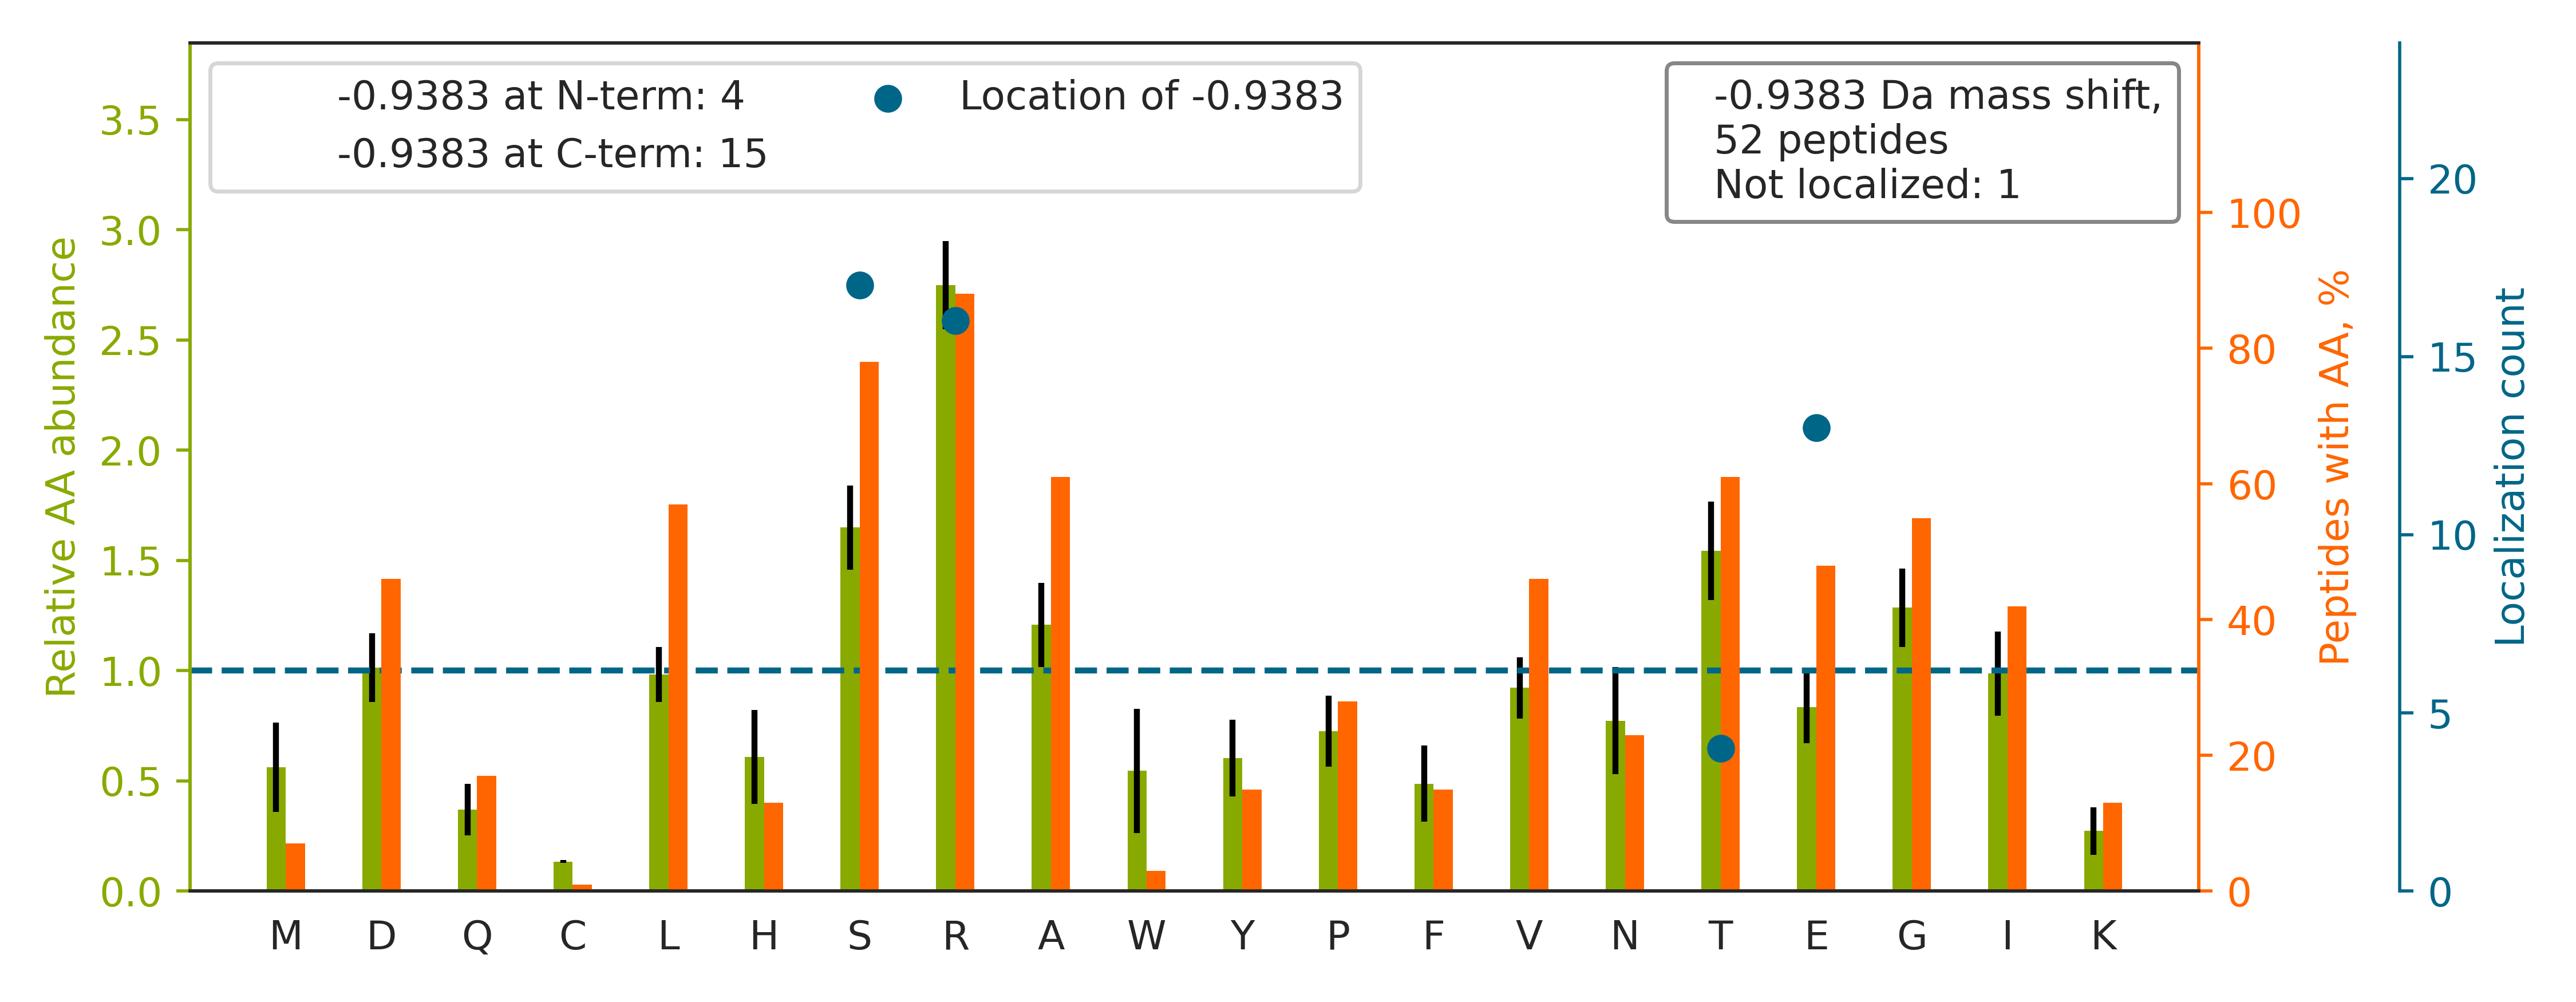 -0.9383 at N-term: 4
-0.9383 at C-term: 15
Location of -0.9383
-0.9383 Da mass shift,
52 peptides
Not localized: 1
Relative AA abundance
3.5
3.0
2.5
2.0
1.5
1.0
0.5
0.0
M D Q C L H S R A W Y P F V N T E G I K
100
80
60
40
20
0
Peptides with AA, %
20
15
10
5
0
Localization count